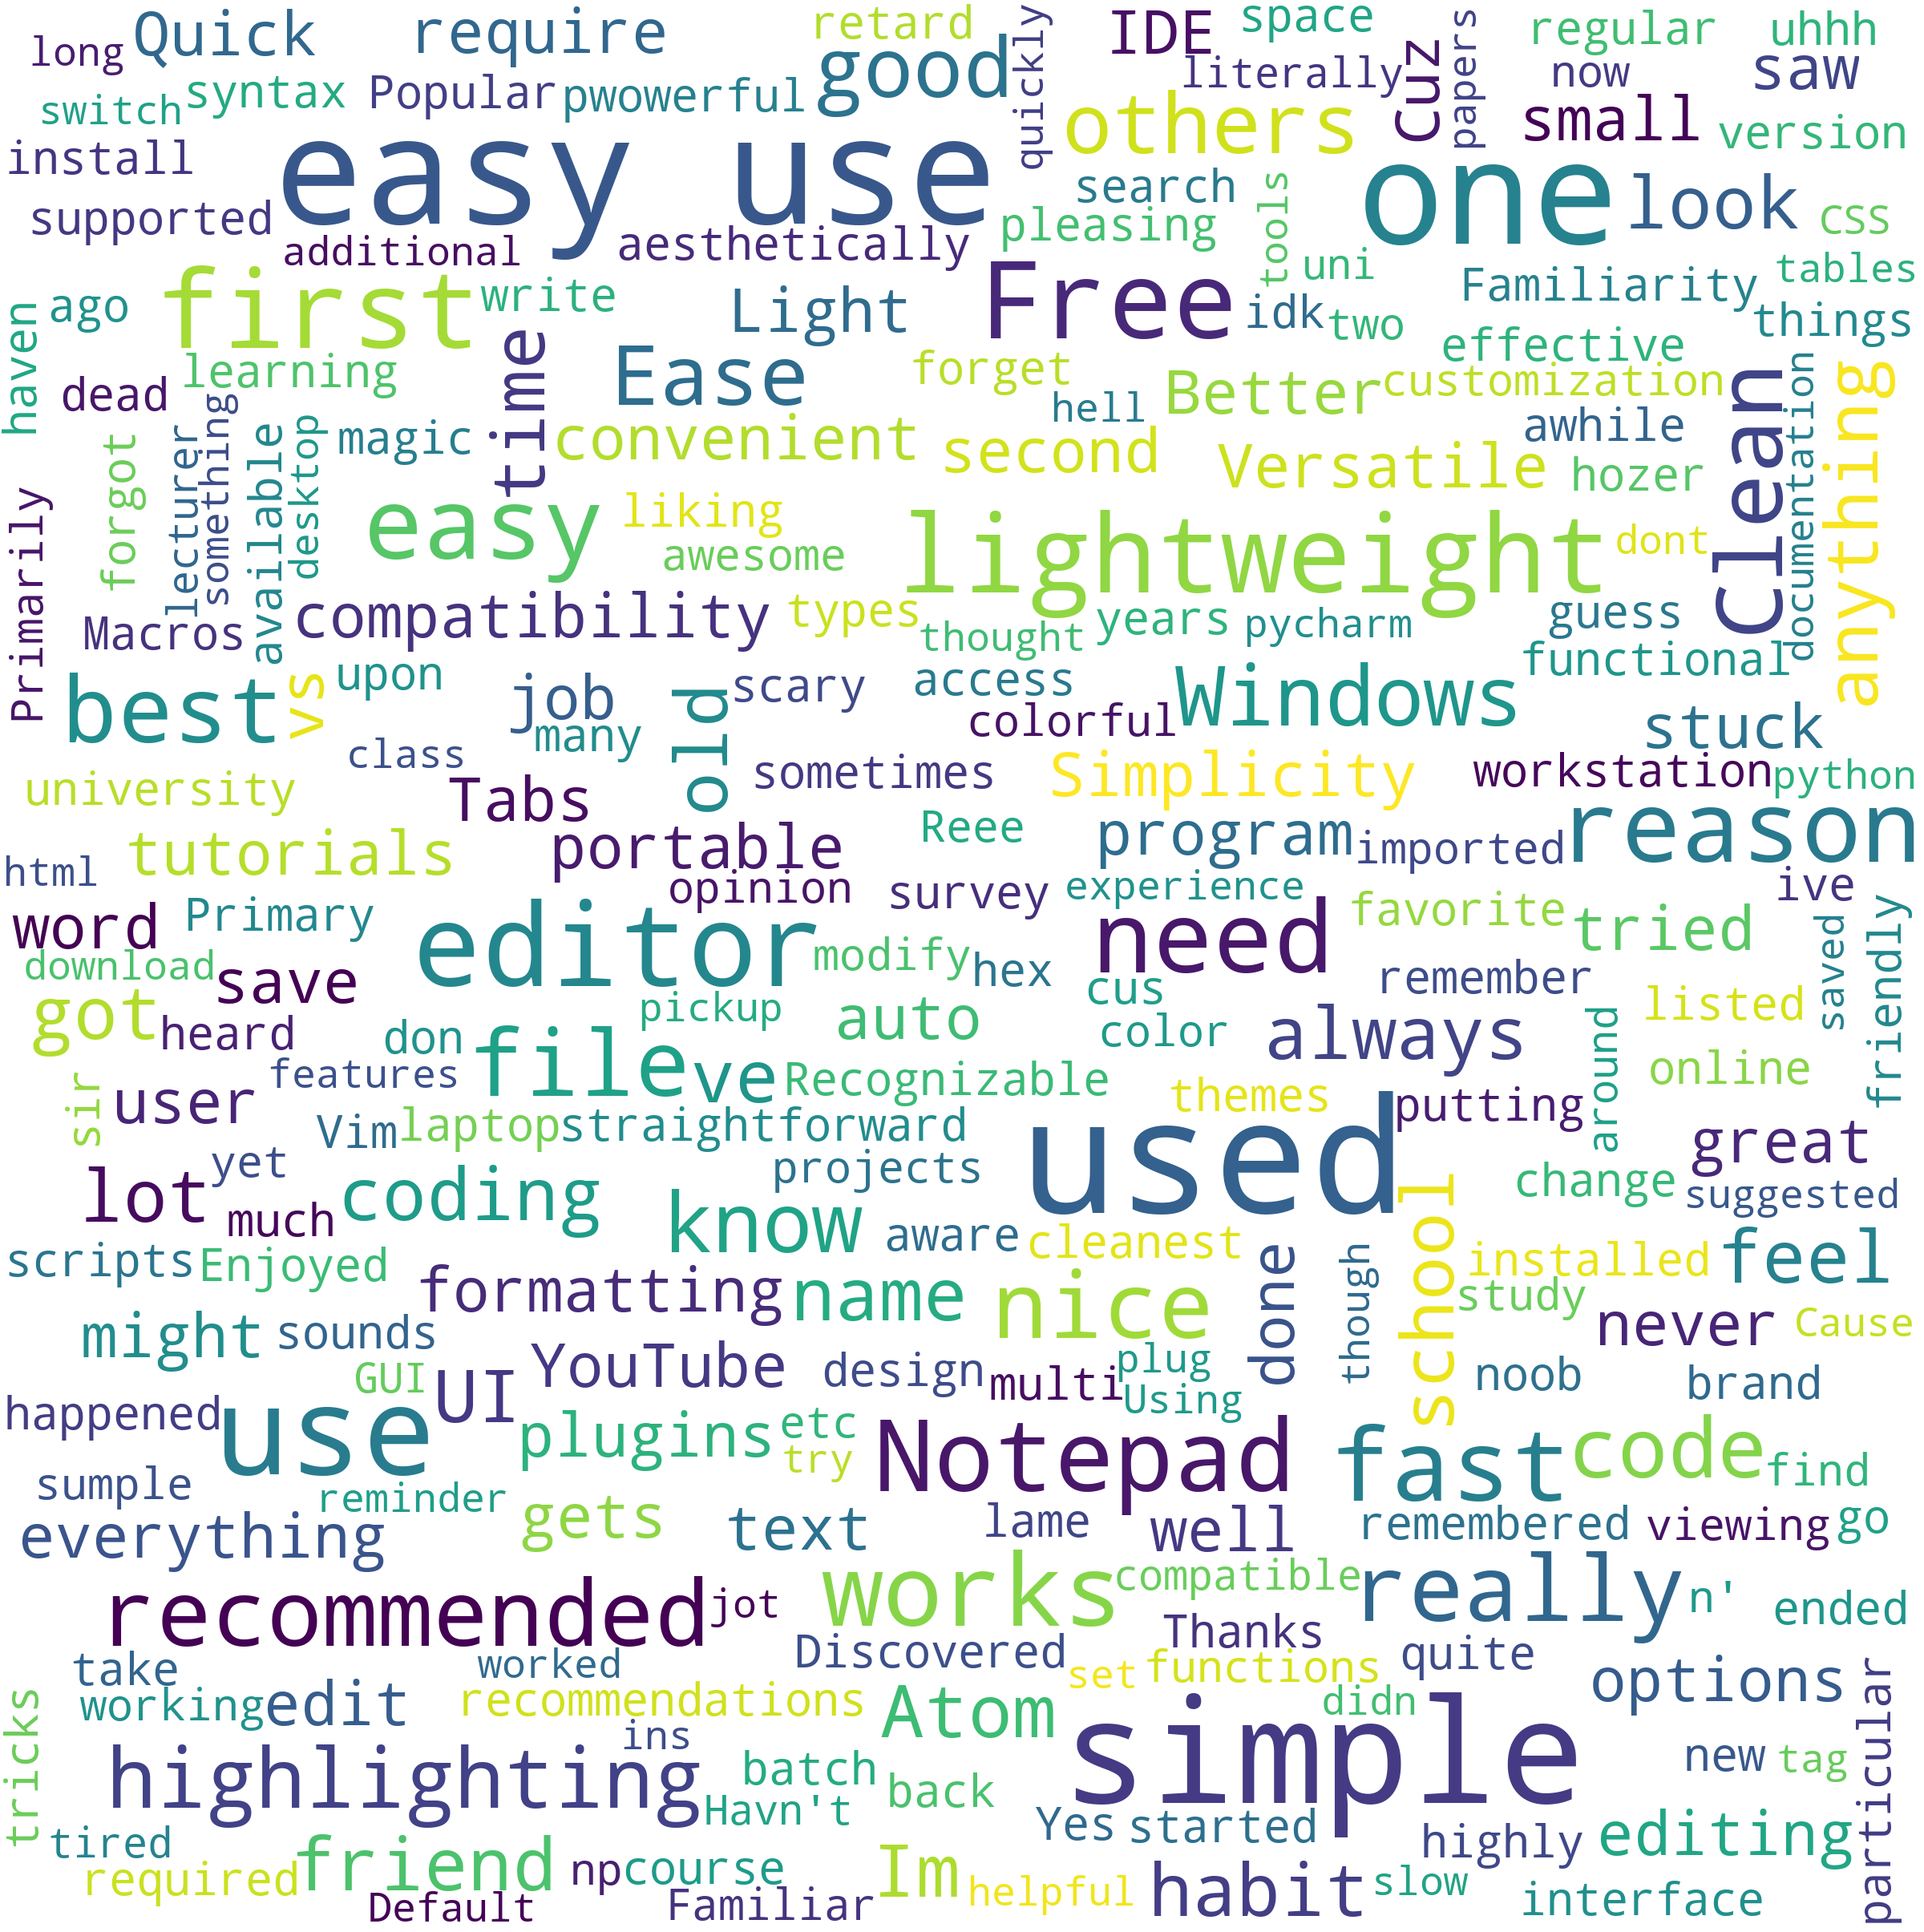 long
Quick
require
retard
good
quickly
IDE
space
literally
Cuz
papers
regular
uhhh
now
saw
switch
syntax
Popular
pwowerful
others
small
version
install
easy use
search
one
look
CSS
supported
additional
aesthetically
pleasing
tools
uni
Familiarity
tables
haven
ago
first
write
time
Light
Free
idk
two
things
effective
dead
learning
Ease
forget
hell
Better
customization
Clean
documentation
anything
forgot
lecturer
something
available
desktop
magic
convenient
second
Versatile
awhile
hozer
Primarily
easy
liking
awesome
lightweight
dont
Macros
compatibility
types
thought
years
pycharm
guess
functional
best
vs
upon
job
many
old
scary
access
colorful
Windows
stuck
class
university
Tabs
sometimes
Simplicity
workstation
python
html
tutorials
portable
opinion
Reee
survey
program
experience
imported
reason
ive
word
Primary
editor
need
favorite
tried
saved
friendly
download
save
modify
hex
cus
remember
listed
got
heard
don
file
pickup
ve
auto
color
always
around
online
sir
user
features
Recognizable
themes
putting
Vim
laptop
straightforward
used
great
lot
yet
much
coding
projects
know
aware
school
change
suggested
scripts
Enjoyed
cleanest
done
though
installed
feel
formatting
name
nice
study
never
Cause
might
sounds
GUI
UI
YouTube
design
multi
plug
Using
noob
brand
happened
use
plugins
etc
try
Notepad
fast
code
find
sumple
reminder
everything
gets
text
lame
well
remembered
viewing
go
recommended
jot
works
compatible
really
n'
ended
take
worked
Discovered
Thanks
quite
options
particular
tricks
working
edit
recommendations
ins
Atom
set
functions
didn
highlighting
batch
Havn't
back
simple
new
tag
tired
Yes
started
highly
editing
required
friend
np
course
Im
helpful
habit
slow
interface
Default
Familiar